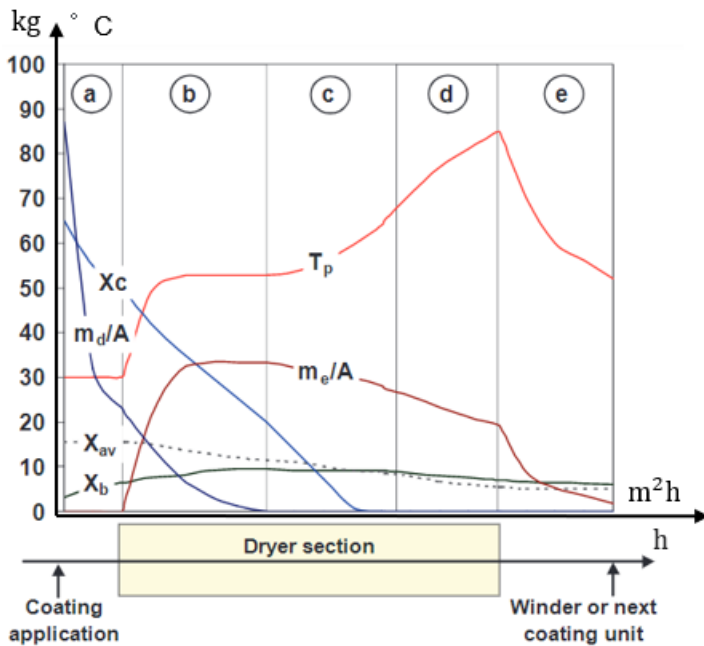 kg ° C
100
90
80
70
60
50
40
30
20
10
0
a b c d e
Xc
Tp
md/A
me/A
Xav
Xb
m²h
Dryer section
h
Coating
application
Winder or next
coating unit